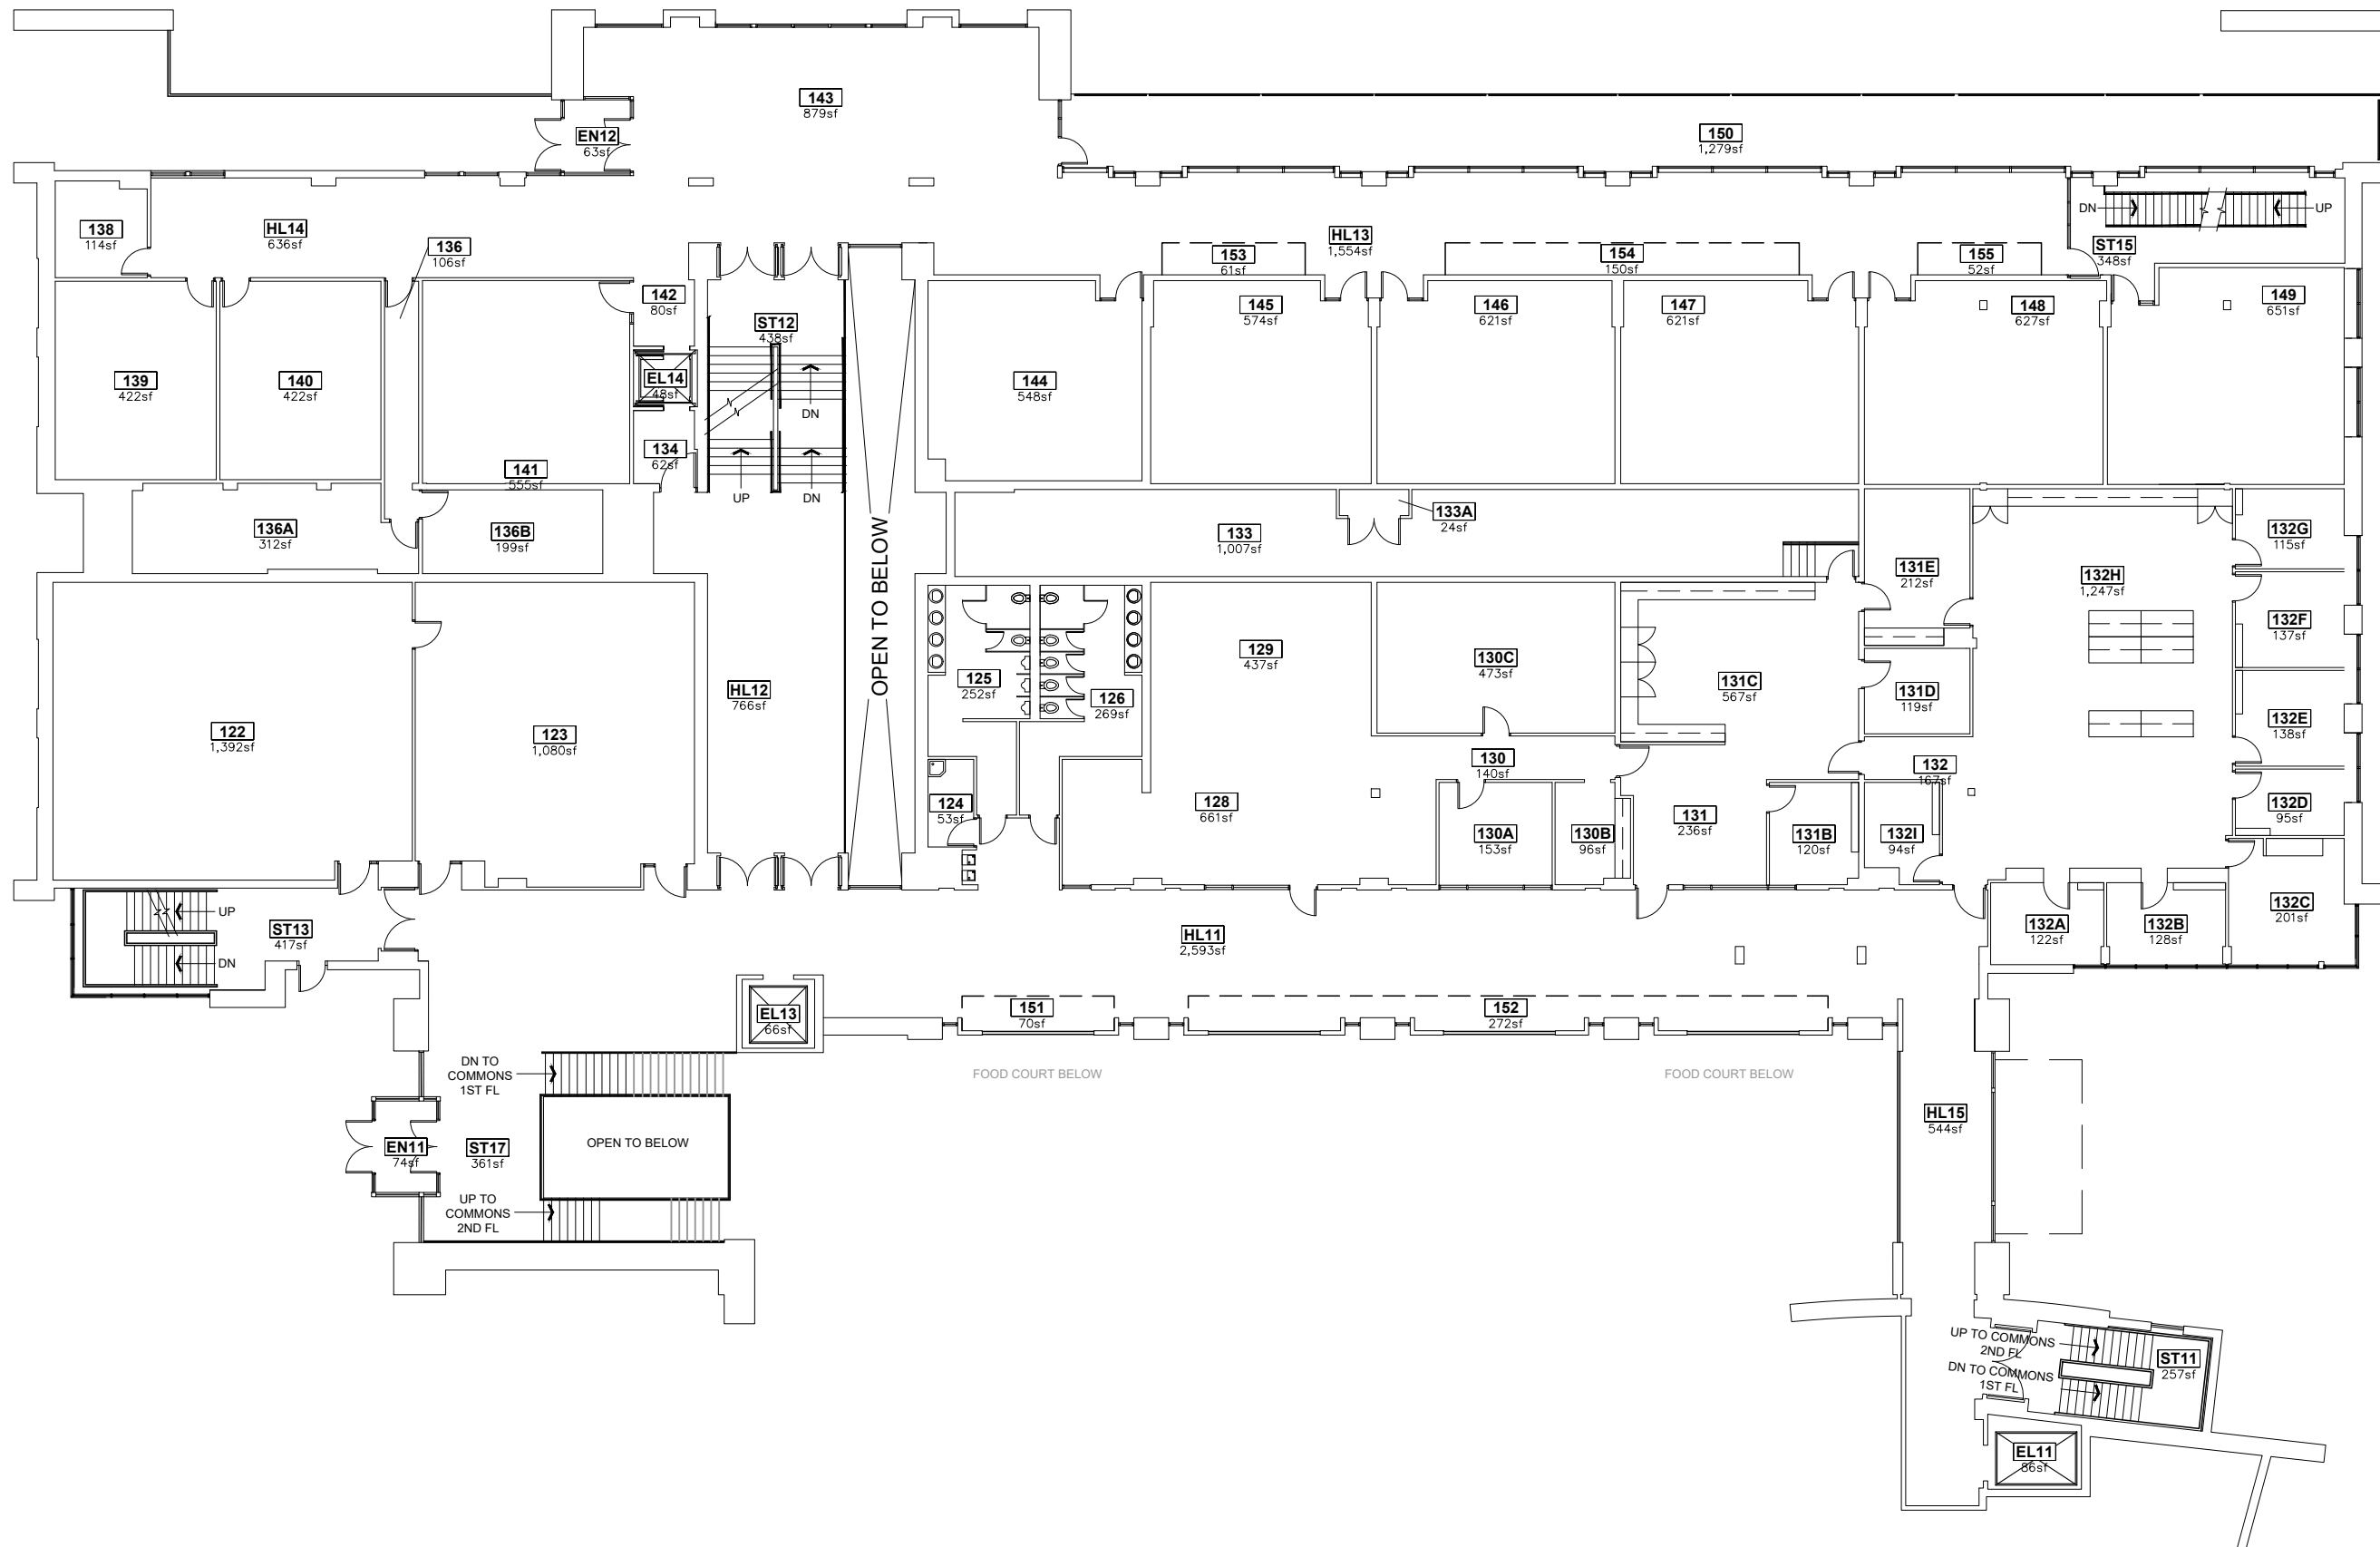 143
879sf
EN12
63sf
150
1,279sf
138
114sf
HL14
636sf
136
106sf
HL13
1,554sf
DN
UP
ST15
348sf
153
61sf
154
150sf
155
52sf
142
80sf
ST12
438sf
145
574sf
146
621sf
147
621sf
148
627sf
149
651sf
139
422sf
140
422sf
EL14
48sf
144
548sf
DN
141
555sf
134
62sf
UP
DN
OPEN TO BELOW
136A
312sf
136B
199sf
133
1,007sf
133A
24sf
132G
115sf
131E
212sf
132H
1,247sf
132F
137sf
129
437sf
130C
473sf
125
252sf
126
269sf
131C
567sf
131D
119sf
HL12
766sf
122
1,392sf
123
1,080sf
132E
138sf
130
140sf
132
167sf
124
53sf
128
661sf
130A
153sf
130B
96sf
131
236sf
131B
120sf
132I
94sf
132D
95sf
UP
DN
ST13
417sf
HL11
2,593sf
132A
122sf
132B
128sf
132C
201sf
EL13
66sf
151
70sf
152
272sf
DN TO
COMMONS
1ST FL
FOOD COURT BELOW
FOOD COURT BELOW
HL15
544sf
EN11
74sf
ST17
361sf
OPEN TO BELOW
UP TO
COMMONS
2ND FL
UP TO COMMONS
2ND FL
DN TO COMMONS
1ST FL
ST11
257sf
EL11
86sf